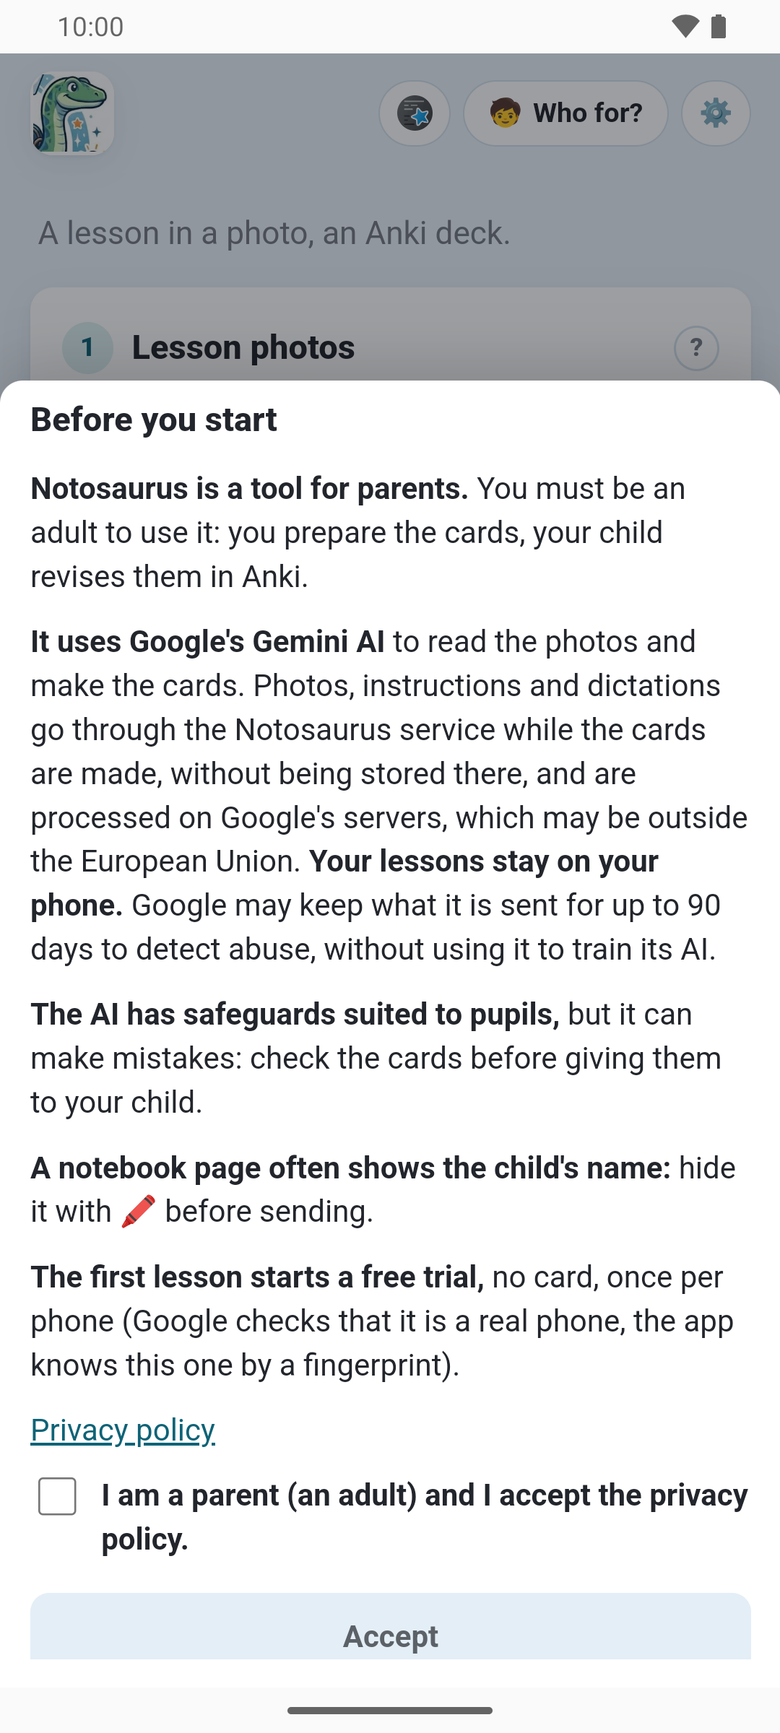 10:00
Who for?
A lesson in a photo, an Anki deck.
1 Lesson photos ?
Before you start
Notosaurus is a tool for parents. You must be an
adult to use it: you prepare the cards, your child
revises them in Anki.
It uses Google's Gemini AI to read the photos and
make the cards. Photos, instructions and dictations
go through the Notosaurus service while the cards
are made, without being stored there, and are
processed on Google's servers, which may be outside
the European Union. Your lessons stay on your
phone. Google may keep what it is sent for up to 90
days to detect abuse, without using it to train its AI.
The AI has safeguards suited to pupils, but it can
make mistakes: check the cards before giving them
to your child.
A notebook page often shows the child's name: hide
it with 🖍️ before sending.
The first lesson starts a free trial, no card, once per
phone (Google checks that it is a real phone, the app
knows this one by a fingerprint).
Privacy policy
I am a parent (an adult) and I accept the privacy
policy.
Accept